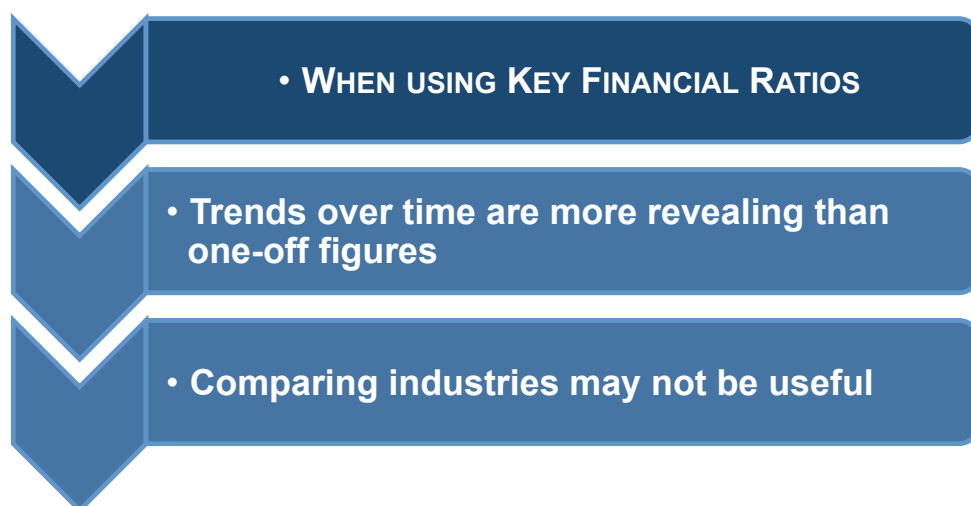 • WHEN USING KEY FINANCIAL RATIOS
• Trends over time are more revealing than
one-off figures
• Comparing industries may not be useful